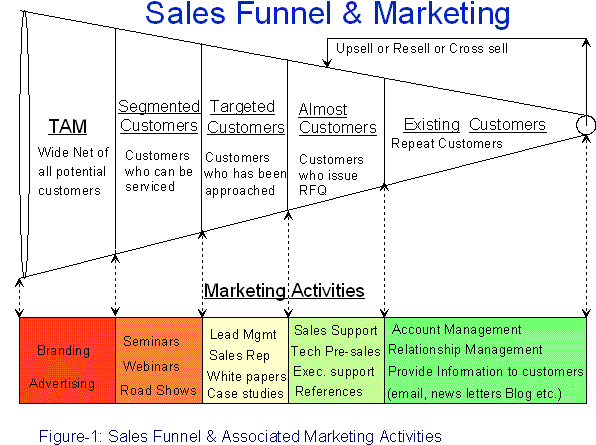 Sales Funnel & Marketing
Upsell or Resell or Cross sell
TAM
Wide Net of
all potential
customers
Segmented
Customers
Customers
who can be
serviced
Targeted
Customers
Customers
who has been
approached
Almost
Customers
Customers
who issue
RFQ
Existing Customers
Repeat Customers
Marketing Activities
Branding
Advertising
Seminars
Webinars
Road Shows
Lead Mgmt
Sales Rep
White papers
Case studies
Sales Support
Tech Pre-sales
Exec. support
References
Account Management
Relationship Management
Provide Information to customers
(email, news letters Blog etc.)
Figure-1: Sales Funnel & Associated Marketing Activities